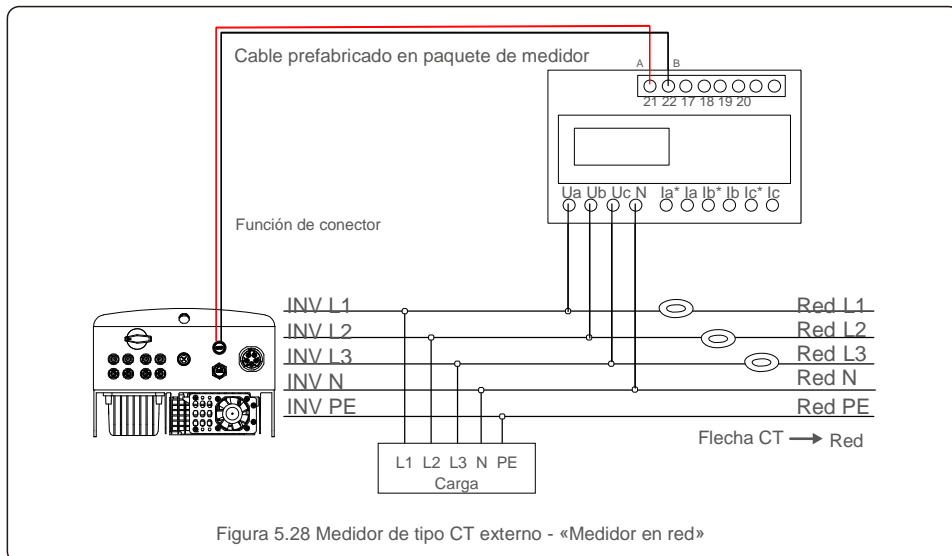 Cable prefabricado en paquete de medidor
A B
21 22 17 18 19 20
Ua Ub Uc N Ia* Ia Ib* Ib Ic* Ic
Función de conector
INV L1 Red L1
INV L2 Red L2
INV L3 Red L3
INV N Red N
INV PE Red PE
Flecha CT → Red
L1 L2 L3 N PE
Carga
Figura 5.28 Medidor de tipo CT externo - «Medidor en red»